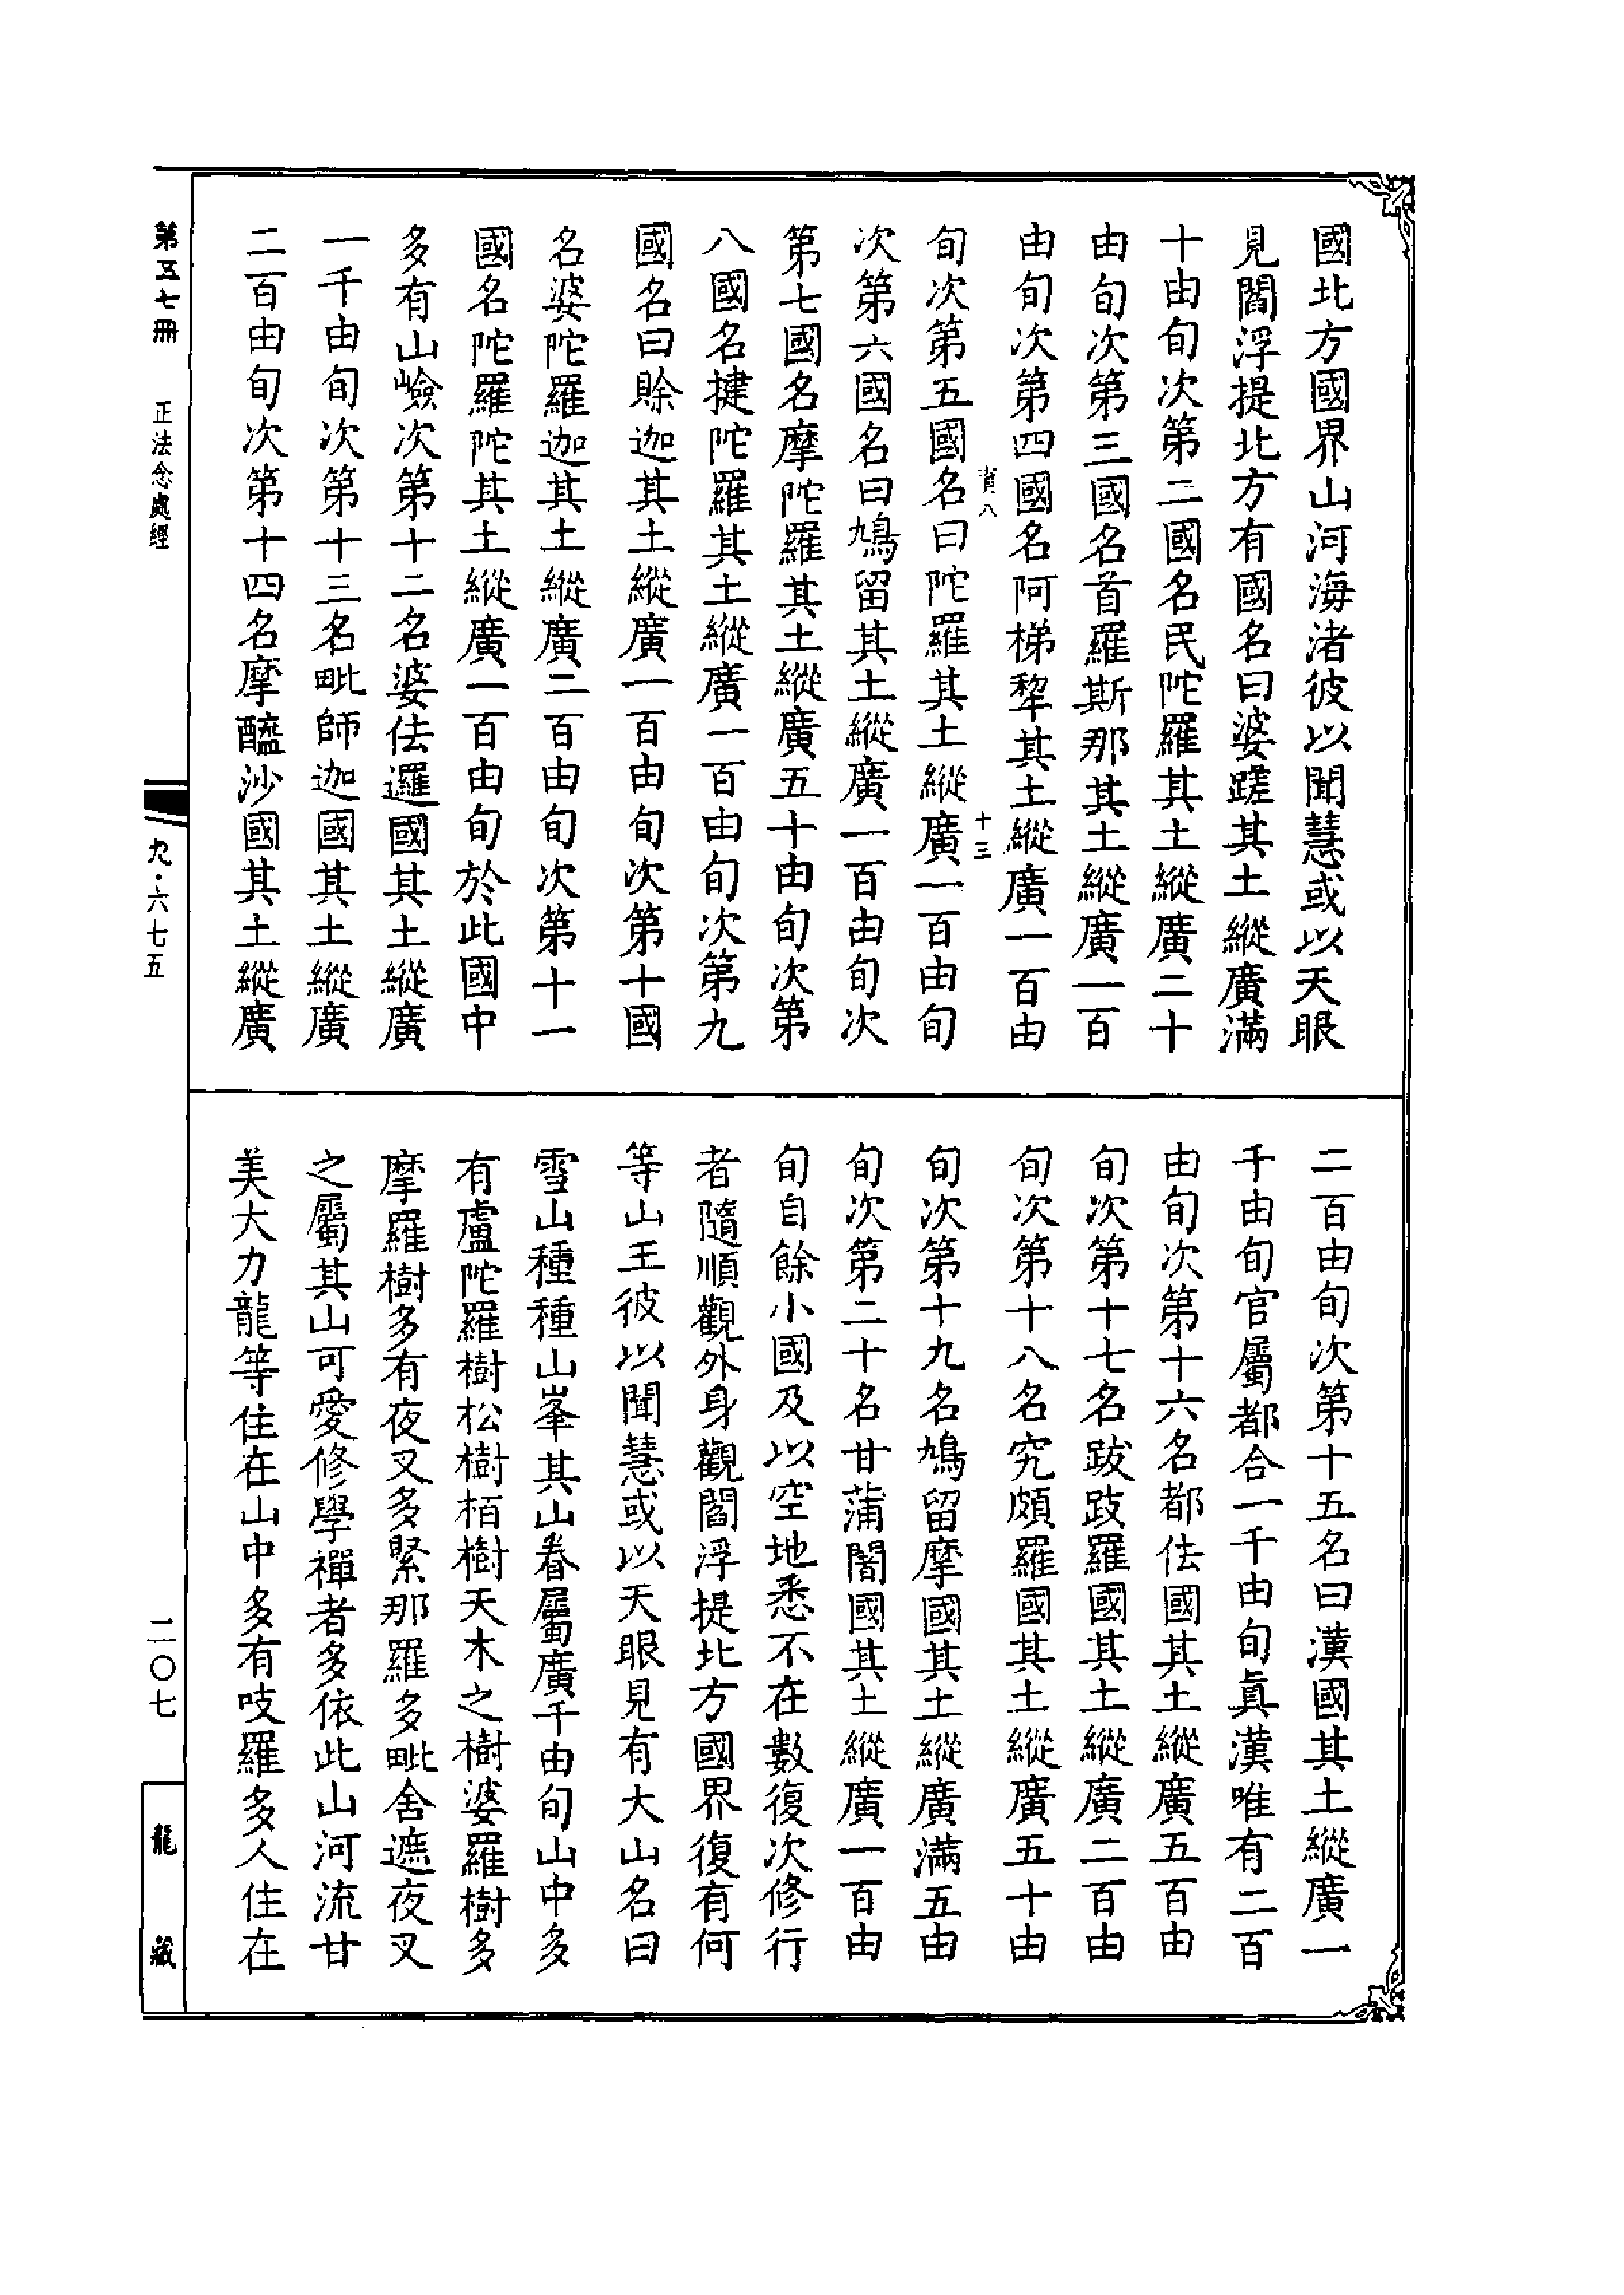 國北方國界山河海渚彼以聞慧或以天眼
見閻浮提北方有國名曰婆蹉其土縱廣滿
十由旬次第二國名民陀羅其土縱廣二十
由旬次第三國名首羅斯那其土縱廣一百
由旬次第四國名阿梯犂其土縱廣一百由
旬次第五國名曰陀羅其土縱廣一百由旬
次第六國名曰鳩留其土縱廣一百由旬次
第七國名摩陀羅其土縱廣五十由旬次第
八國名揵陀羅其土縱廣一百由旬次第九
國名曰賒迦其土縱廣一百由旬次第十國
名婆陀羅迦其土縱廣二百由旬次第十一
國名陀羅陀其土縱廣一百由旬於此國中
多有山嶮次第十二名婆佉邏國其土縱廣
一千由旬次第十三名毗師迦國其土縱廣
二百由旬次第十四名摩醯沙國其土縱廣
二百由旬次第十五名曰漢國其土縱廣一
千由旬官屬都合一千由旬眞漢唯有二百
由旬次第十六名都佉國其土縱廣五百由
旬次第十七名跋跂羅國其土縱廣二百由
旬次第十八名究頗羅國其土縱廣五十由
旬次第十九名鳩留摩國其土縱廣滿五由
旬次第二十名甘蒲闍國其土縱廣一百由
旬自餘小國及以空地悉不在數復次修行
者隨順觀外身觀閻浮提北方國界復有何
等山王彼以聞慧或以天眼見有大山名曰
雪山種種山峯其山眷屬廣千由旬山中多
有盧陀羅樹松樹栢樹天木之樹婆羅樹多
摩羅樹多有夜叉多緊那羅多毗舍遮夜叉
之屬其山可愛修學禪者多依此山河流甘
美大力龍等住在山中多有吱羅多人住在
十三
第五七冊
正法念處經
九·六七五
二〇七
龍藏